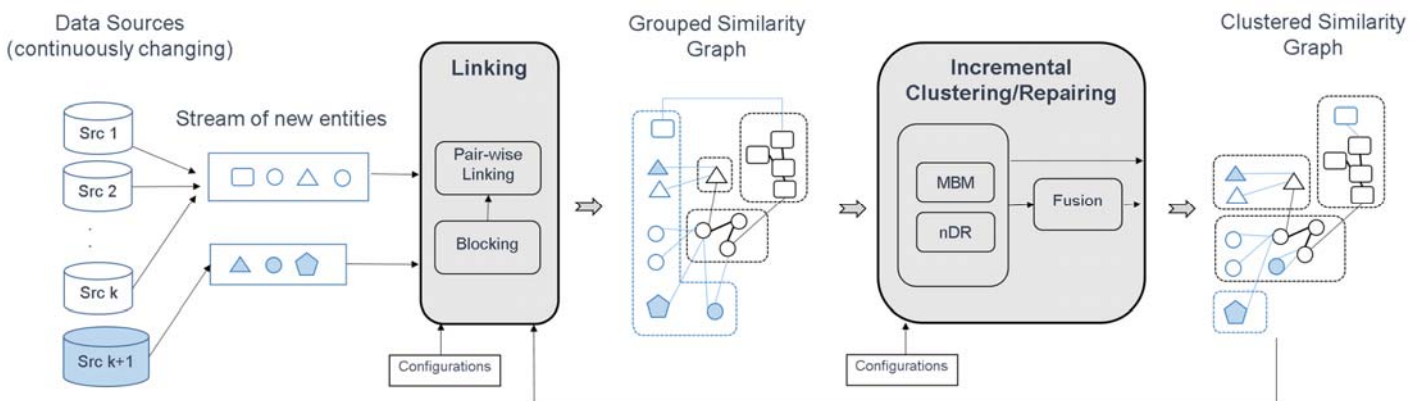 Data Sources
(continuously changing)
Src 1
Src 2
.
.
Src k
Src k+1
Stream of new entities
Linking
Pair-wise
Linking
Blocking
Configurations
Grouped Similarity
Graph
Incremental
Clustering/Repairing
MBM
nDR
Fusion
Configurations
Clustered Similarity
Graph